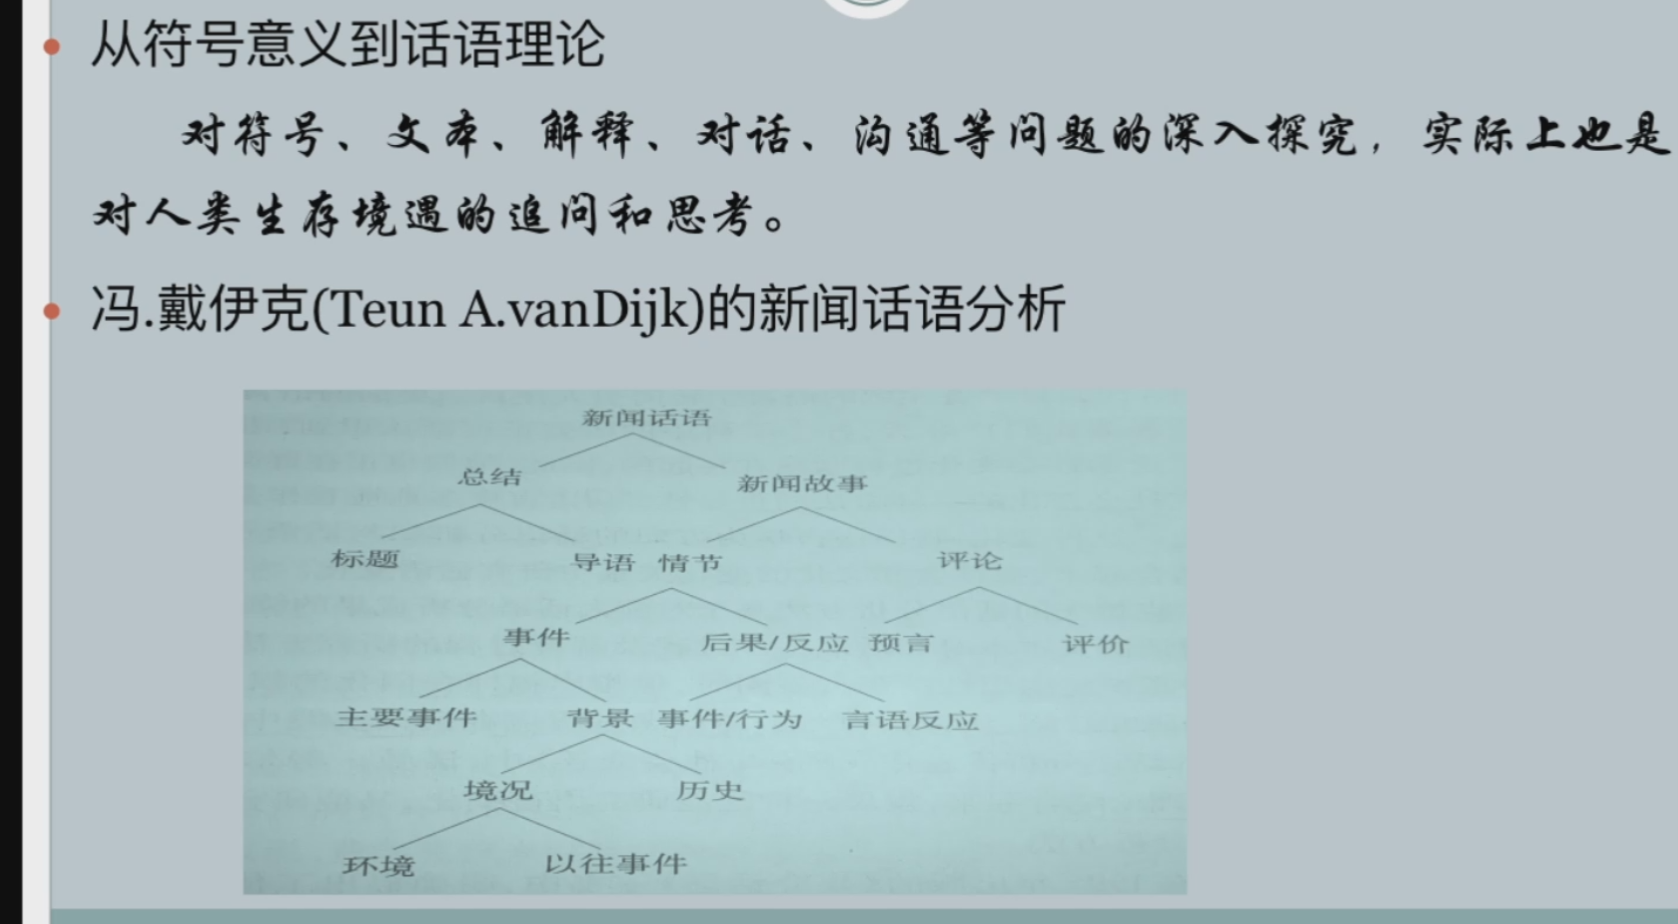 从符号意义到话语理论
对符号、文本、解释、对话、沟通等问题的深入探究，实际上也是
对人类生存境遇的追问和思考。
冯.戴伊克(Teun A.vanDijk)的新闻话语分析
新闻话语
总结 新闻故事
标题 导语 情节 评论
事件 后果/反应 预言 评价
主要事件 背景 事件/行为 言语反应
境况 历史
环境 以往事件